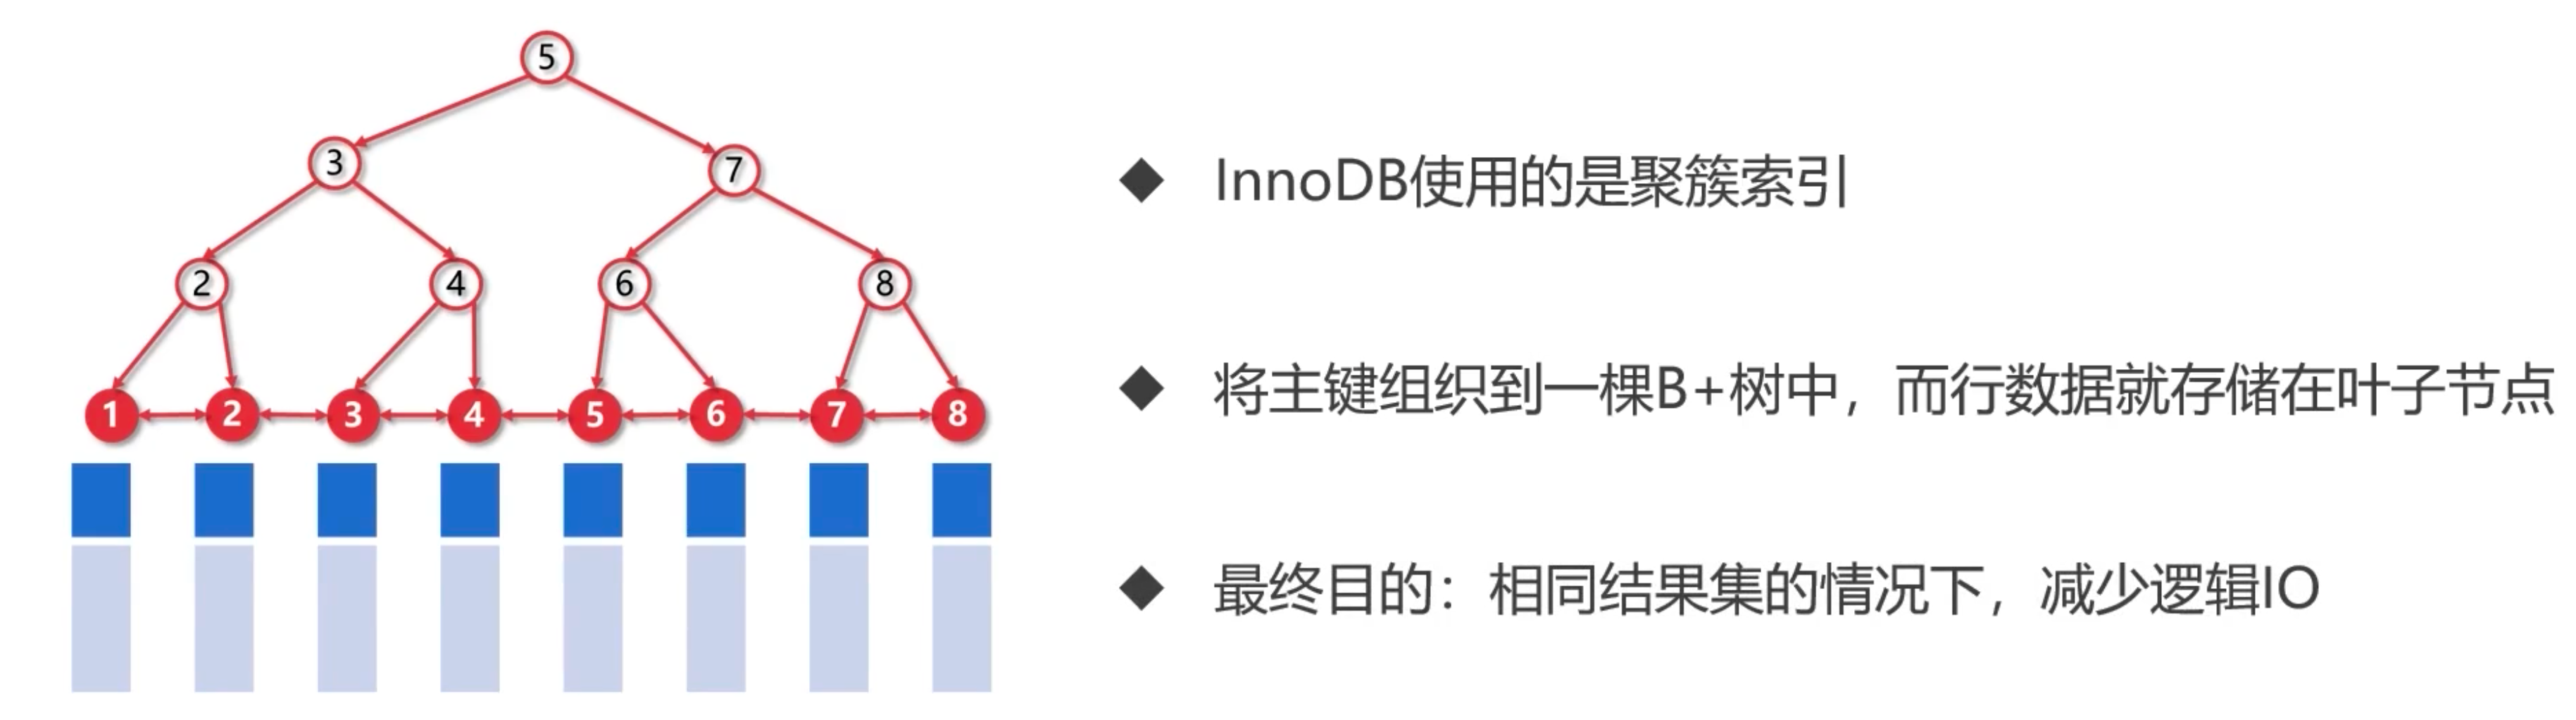 5
3
7
2 4 6 8
1 2 3 4 5 6 7 8
InnoDB使用的是聚簇索引
将主键组织到一棵B+树中，而行数据就存储在叶子节点
最终目的：相同结果集的情况下，减少逻辑IO